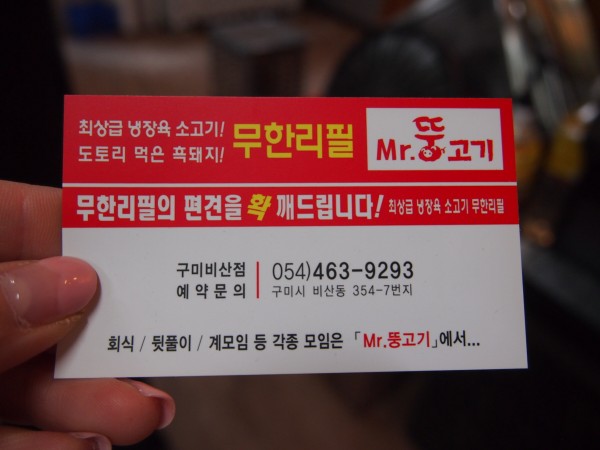 최상급 냉장육 소고기!
도토리 먹은 흑돼지!
무한리필
Mr.뚱고기
무한리필의 편견을 확 깨드립니다! 최상급 냉장육 소고기 무한리필
구미비산점
예약문의
054)463-9293
구미시 비산동 354-7번지
회식 / 뒷풀이 / 계모임 등 각종 모임은 「Mr.뚱고기」에서...